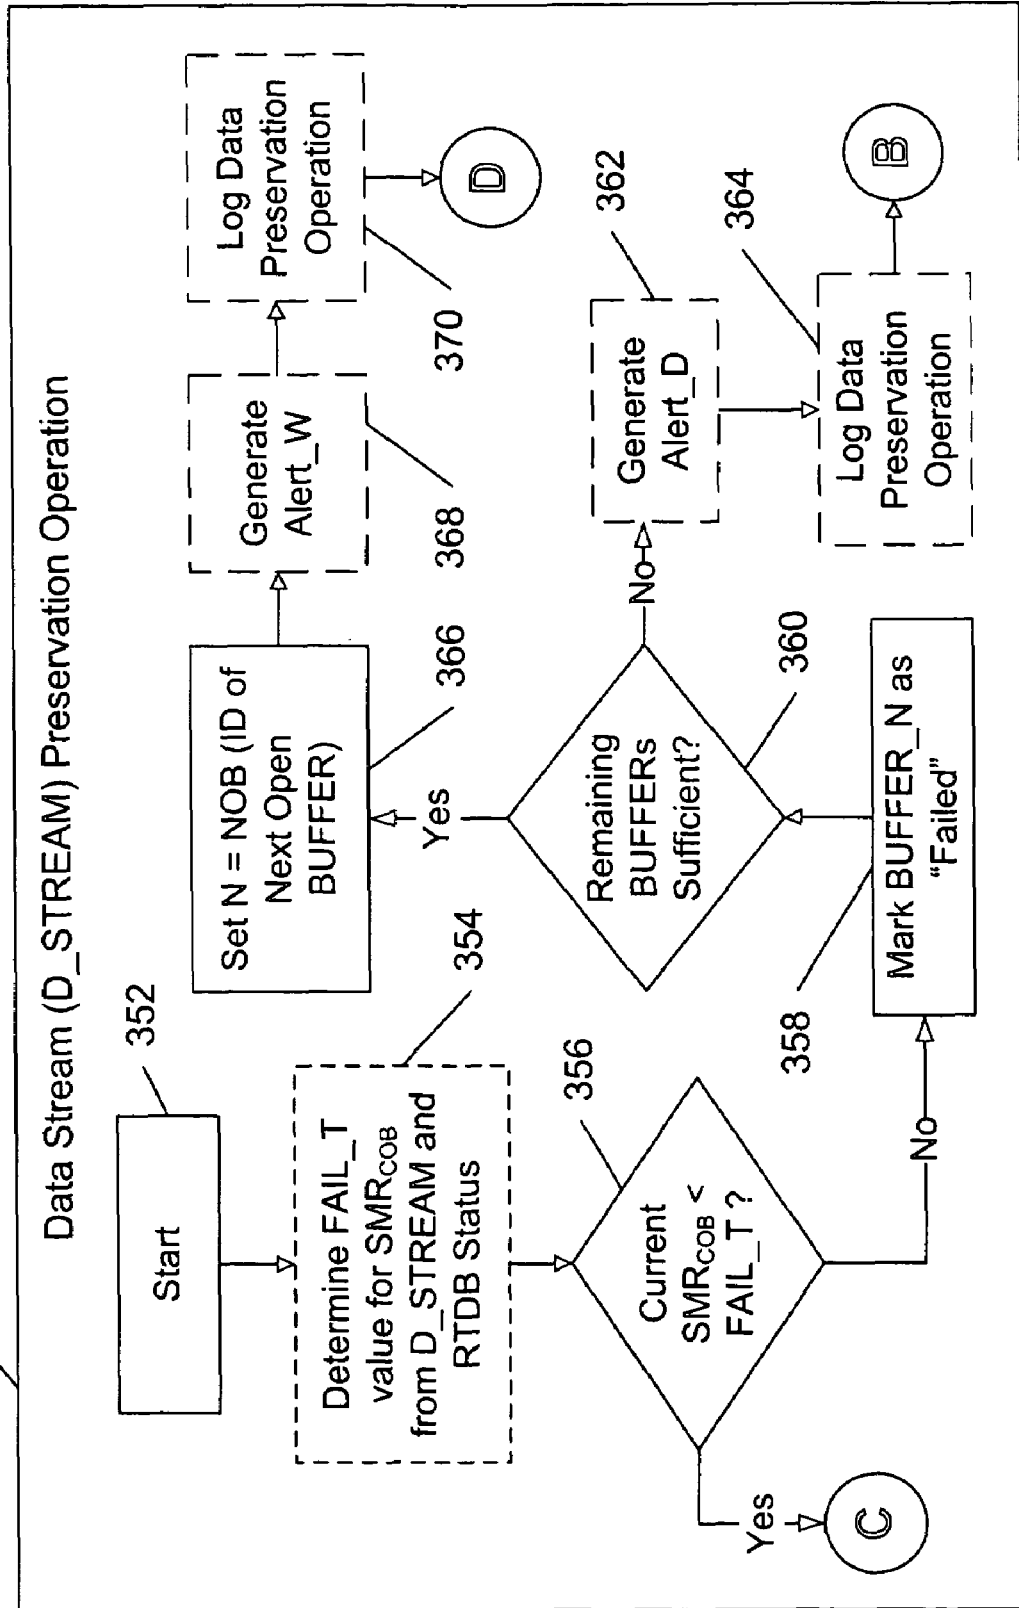 Data Stream (D_STREAM) Preservation Operation
Start
352
Determine FAIL_T
value for SMRCOB
from D_STREAM and
RTDB Status
354
Current
SMRCOB <
FAIL_T ?
356
Yes
C
No
Mark BUFFER_N as
“Failed”
358
Remaining
BUFFERs
Sufficient?
360
No
Generate
Alert_D
362
Log Data
Preservation
Operation
364
B
Yes
Set N = NOB (ID of
Next Open
BUFFER)
366
Generate
Alert_W
368
Log Data
Preservation
Operation
370
D